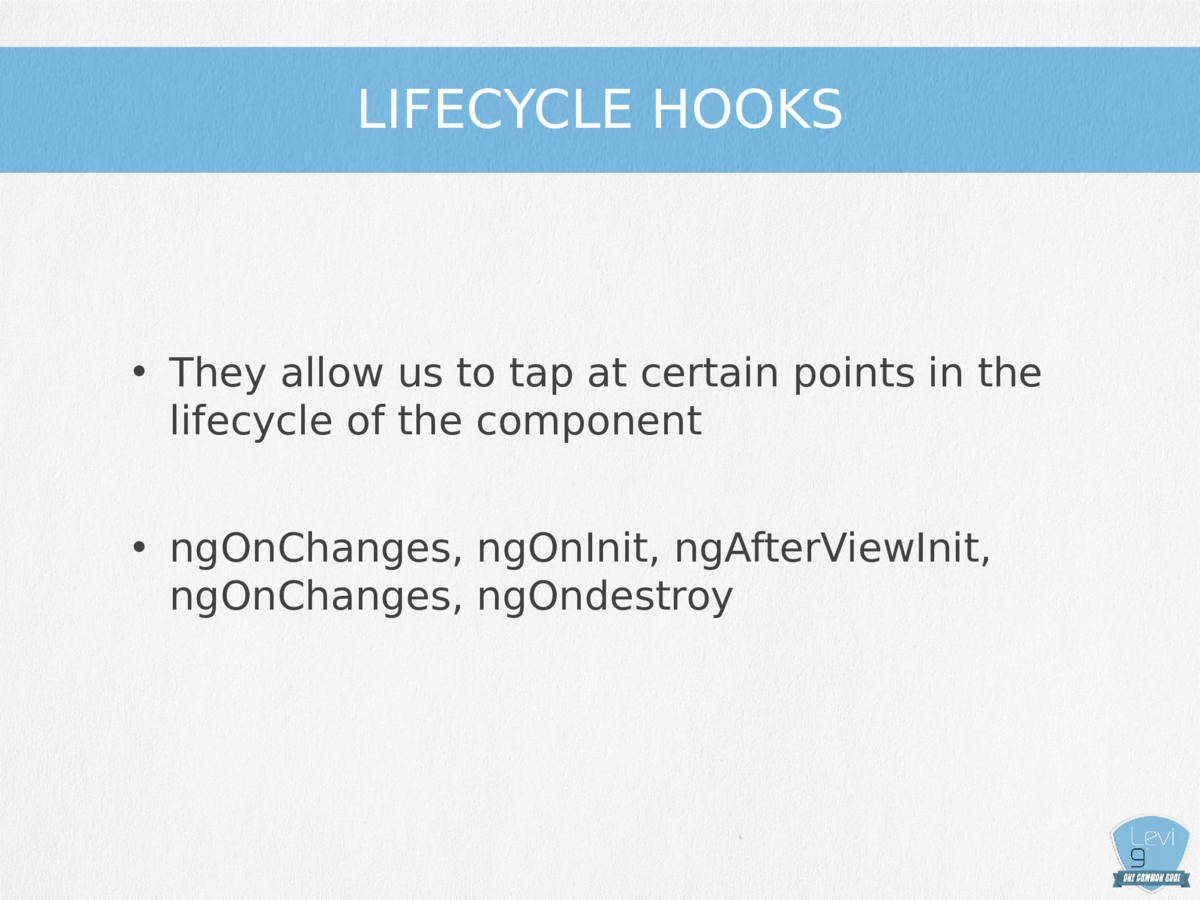 LIFECYCLE HOOKS
• They allow us to tap at certain points in the
lifecycle of the component
• ngOnChanges, ngOnInit, ngAfterViewInit,
ngOnChanges, ngOndestroy
Levi
9
ONE COMMON GOAL